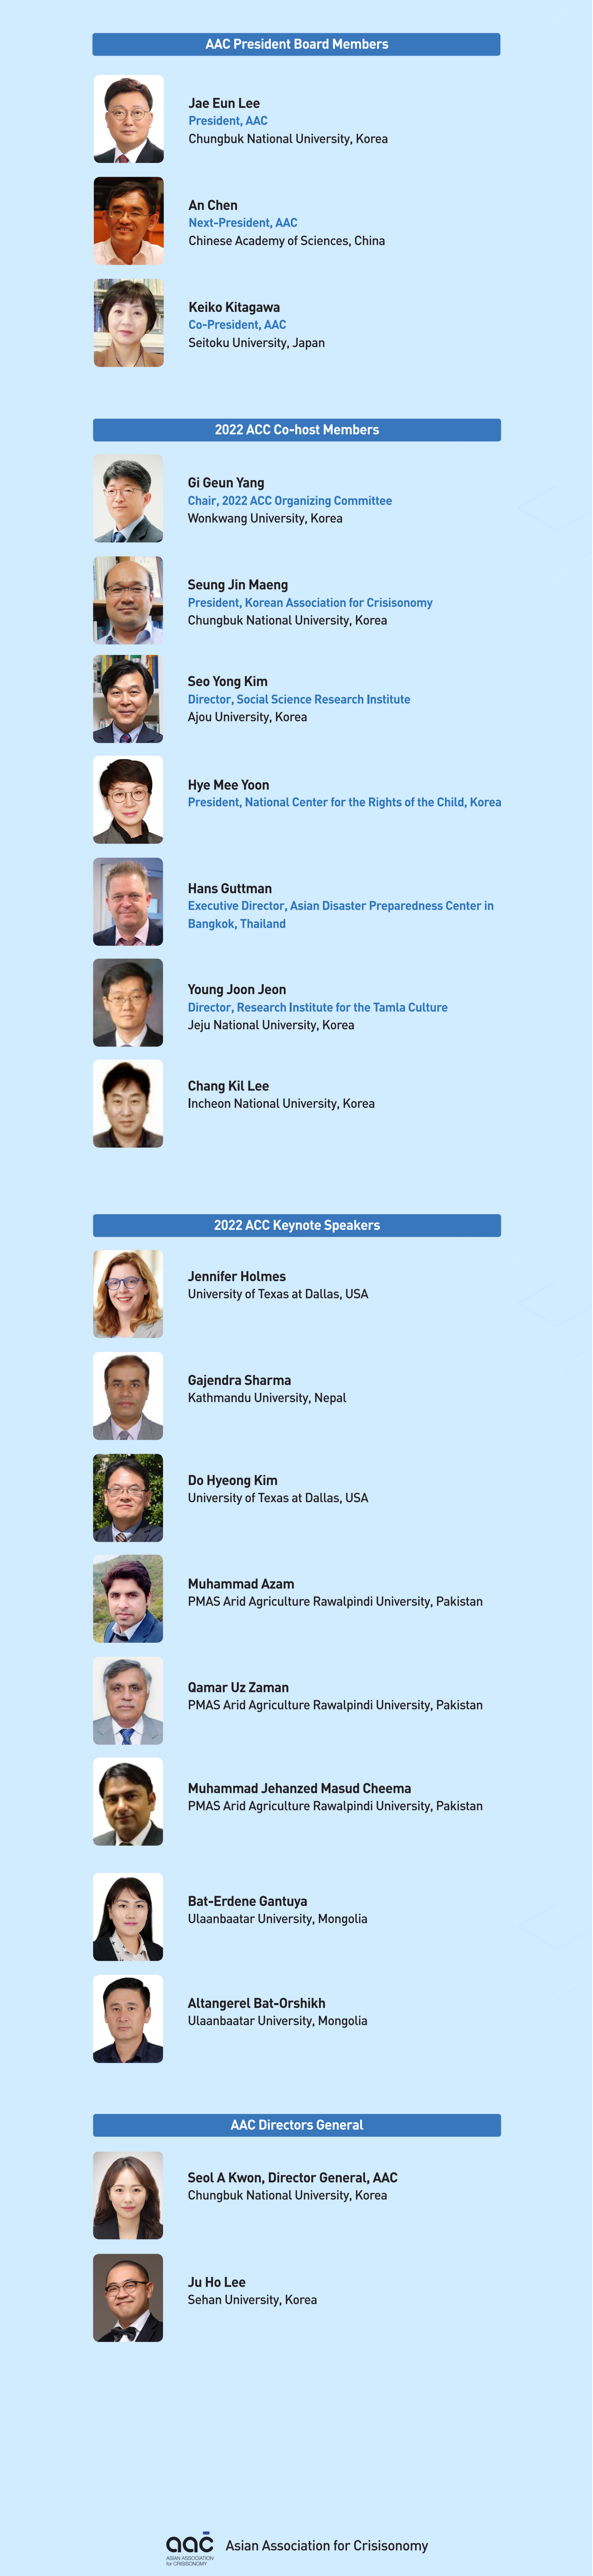 AAC President Board Members
Jae Eun Lee
President, AAC
Chungbuk National University, Korea
An Chen
Next-President, AAC
Chinese Academy of Sciences, China
Keiko Kitagawa
Co-President, AAC
Seitoku University, Japan
2022 ACC Co-host Members
Gi Geun Yang
Chair, 2022 ACC Organizing Committee
Wonkwang University, Korea
Seung Jin Maeng
President, Korean Association for Crisisonomy
Chungbuk National University, Korea
Seo Yong Kim
Director, Social Science Research Institute
Ajou University, Korea
Hye Mee Yoon
President, National Center for the Rights of the Child, Korea
Hans Guttman
Executive Director, Asian Disaster Preparedness Center in
Bangkok, Thailand
Young Joon Jeon
Director, Research Institute for the Tamla Culture
Jeju National University, Korea
Chang Kil Lee
Incheon National University, Korea
2022 ACC Keynote Speakers
Jennifer Holmes
University of Texas at Dallas, USA
Gajendra Sharma
Kathmandu University, Nepal
Do Hyeong Kim
University of Texas at Dallas, USA
Muhammad Azam
PMAS Arid Agriculture Rawalpindi University, Pakistan
Qamar Uz Zaman
PMAS Arid Agriculture Rawalpindi University, Pakistan
Muhammad Jehanzed Masud Cheema
PMAS Arid Agriculture Rawalpindi University, Pakistan
Bat-Erdene Gantuya
Ulaanbaatar University, Mongolia
Altangerel Bat-Orshikh
Ulaanbaatar University, Mongolia
AAC Directors General
Seol A Kwon, Director General, AAC
Chungbuk National University, Korea
Ju Ho Lee
Sehan University, Korea
aac Asian Association for Crisisonomy
ASIAN ASSOCIATION
for CRISISONOMY